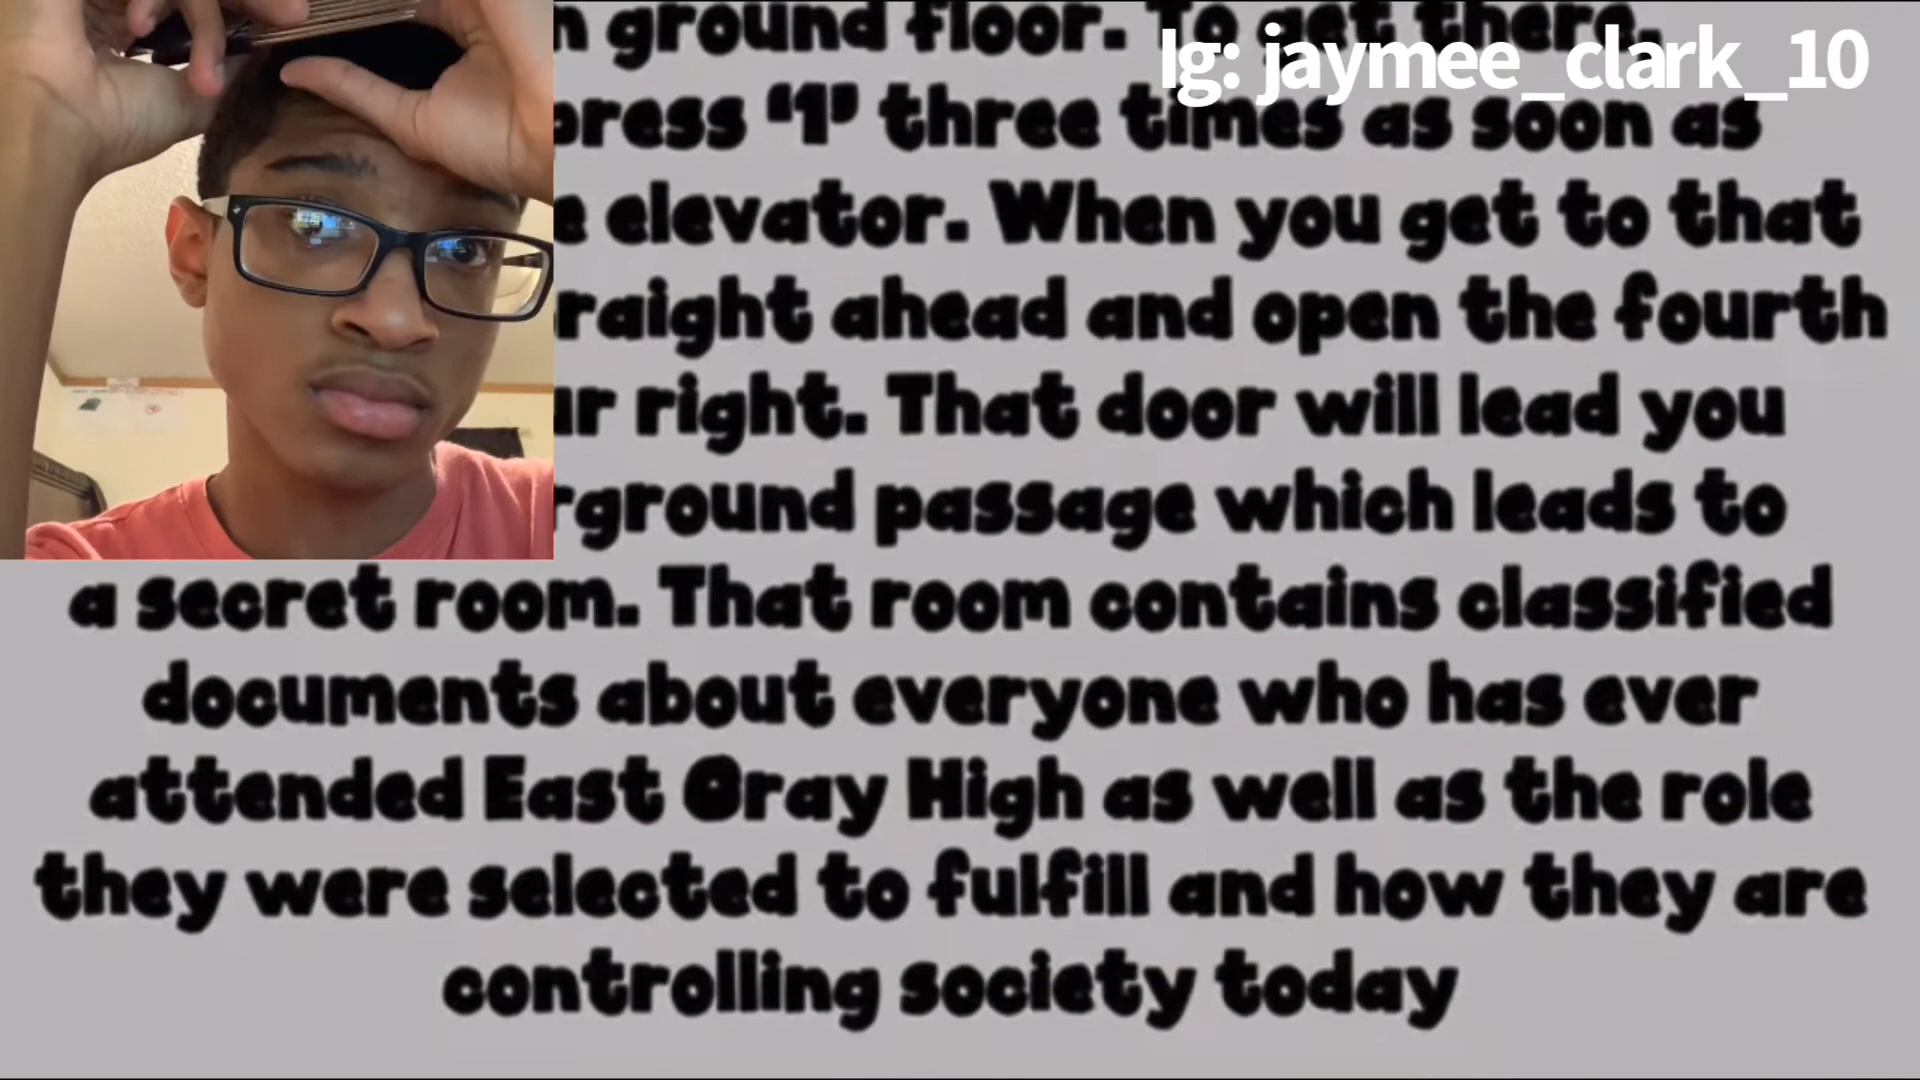 n ground floor. To get there,
Ig: jaymee_clark_10
press '1' three times as soon as
e elevator. When you get to that
raight ahead and open the fourth
ur right. That door will lead you
rground passage which leads to
a secret room. That room contains classified
documents about everyone who has ever
attended East Gray High as well as the role
they were selected to fulfill and how they are
controlling society today